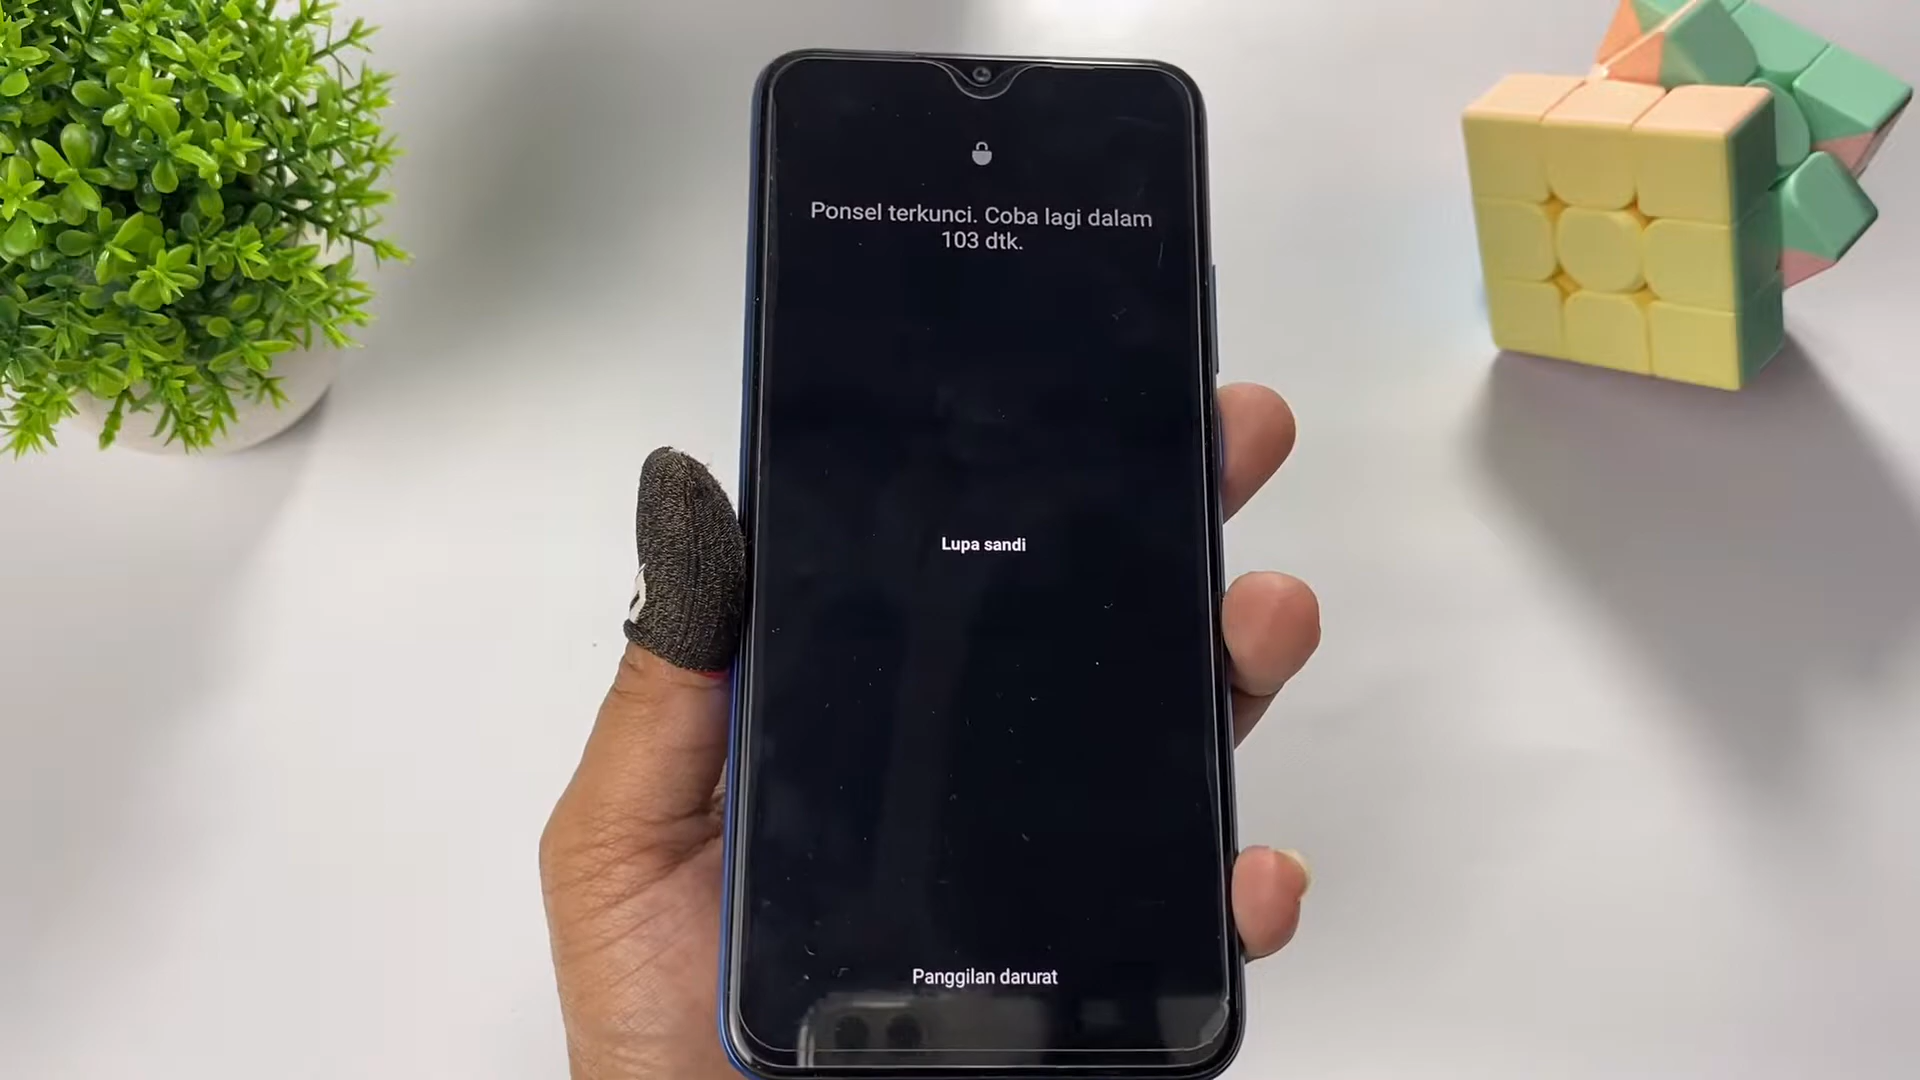 Ponsel terkunci. Coba lagi dalam
103 dtk.
Lupa sandi
Panggilan darurat